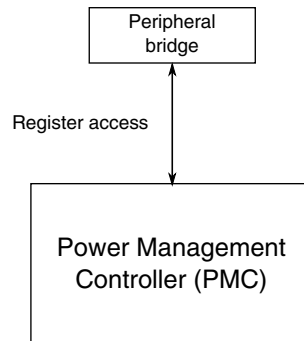 Peripheral
bridge
Register access
Power Management
Controller (PMC)